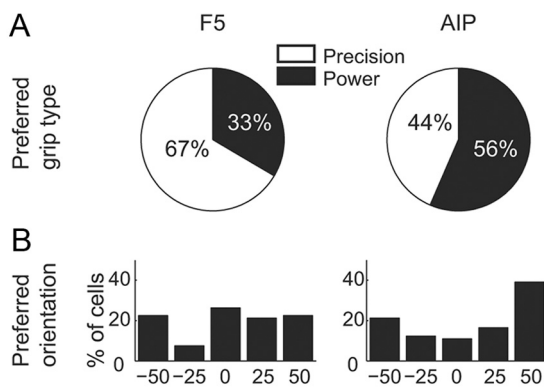 A
F5
AIP
Precision
Power
Preferred
grip type
33%
67%
44%
56%
B
Preferred
orientation
% of cells
40
20
0
−50 −25 0 25 50
40
20
0
−50 −25 0 25 50